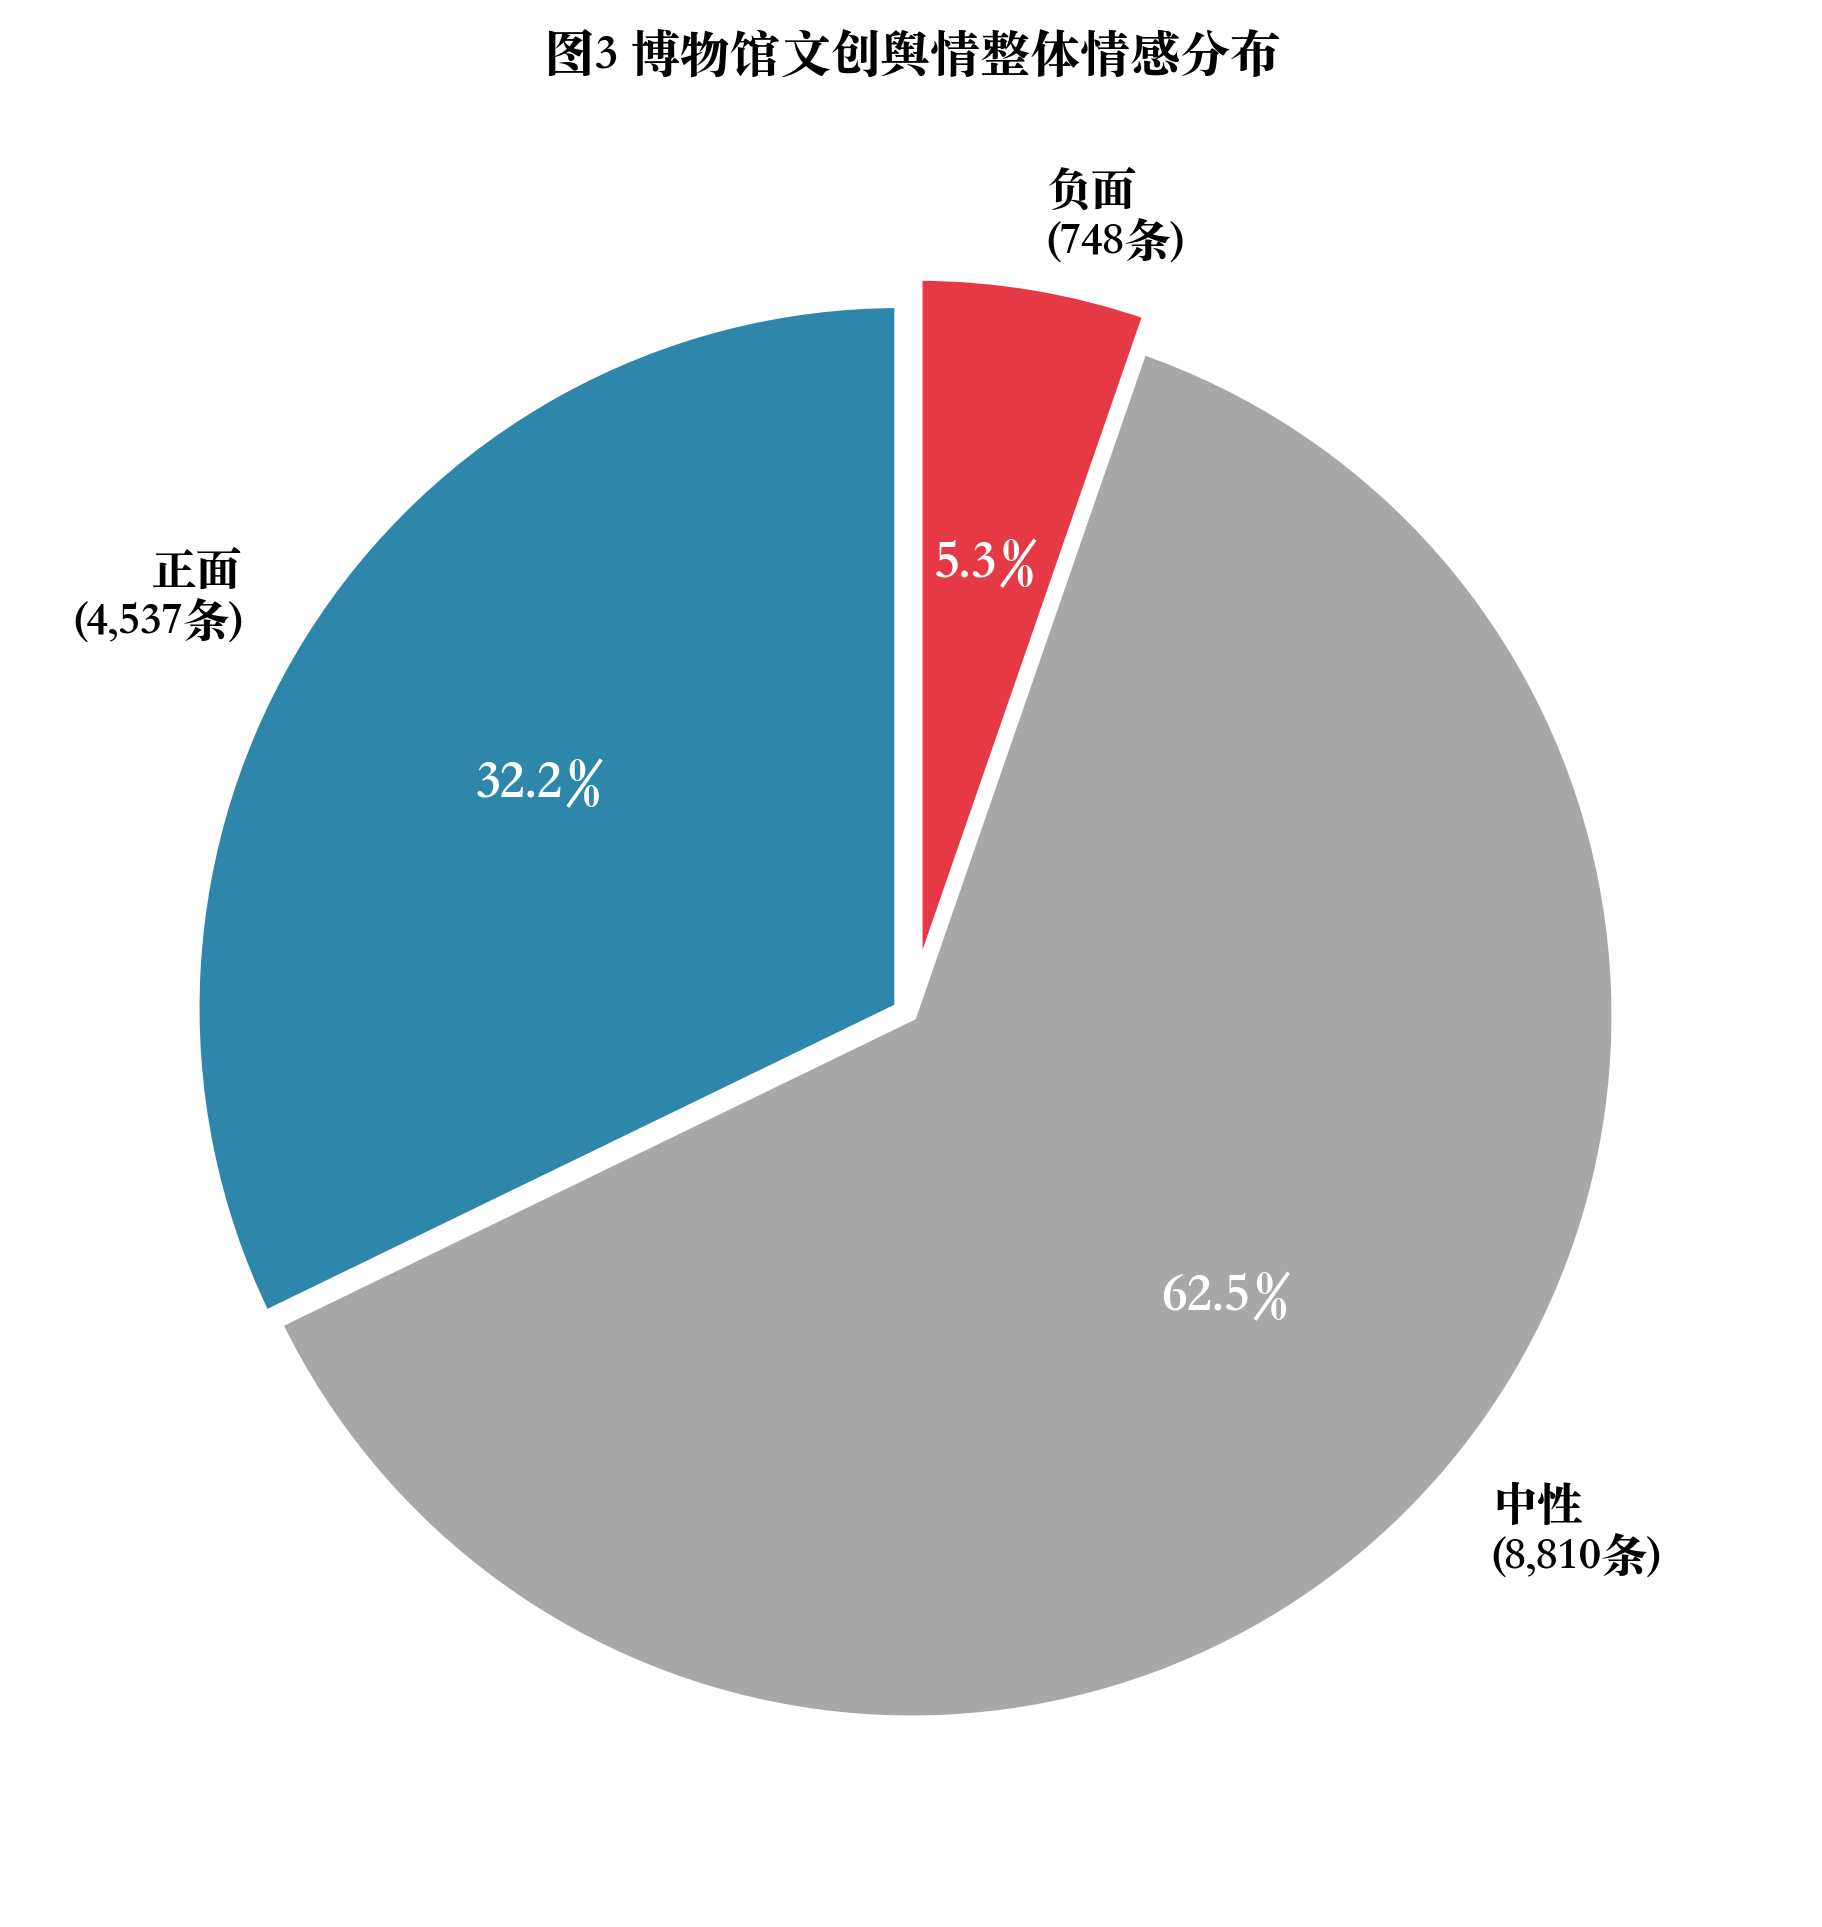 图3 博物馆文创舆情整体情感分布
负面
(748条)
5.3%
正面
(4,537条)
32.2%
62.5%
中性
(8,810条)